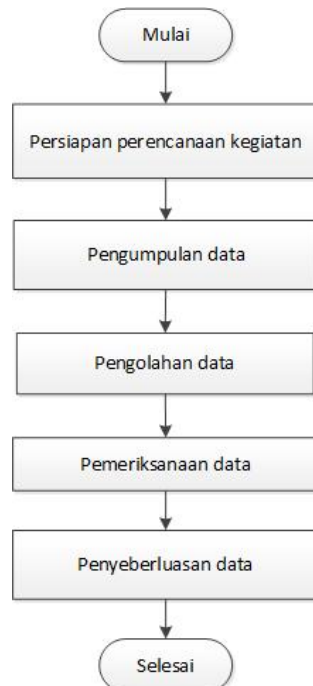 Mulai
Persiapan perencanaan kegiatan
Pengumpulan data
Pengolahan data
Pemeriksanaan data
Penyeberluasan data
Selesai